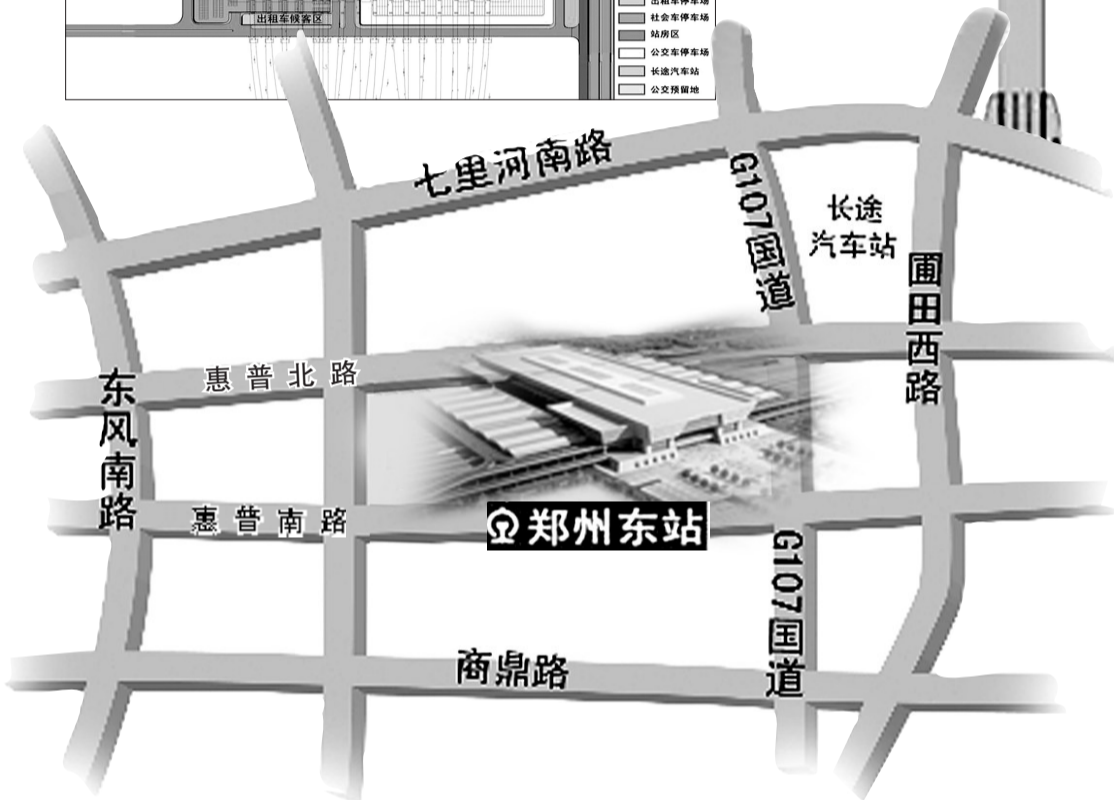 出租车候客区
出租车停车场
社会车停车场
站房区
公交车停车场
长途汽车站
公交预留地
七里河南路
G107国道
长途
汽车站
圃田西路
惠普北路
东风南路
惠普南路
郑州东站
G107国道
商鼎路